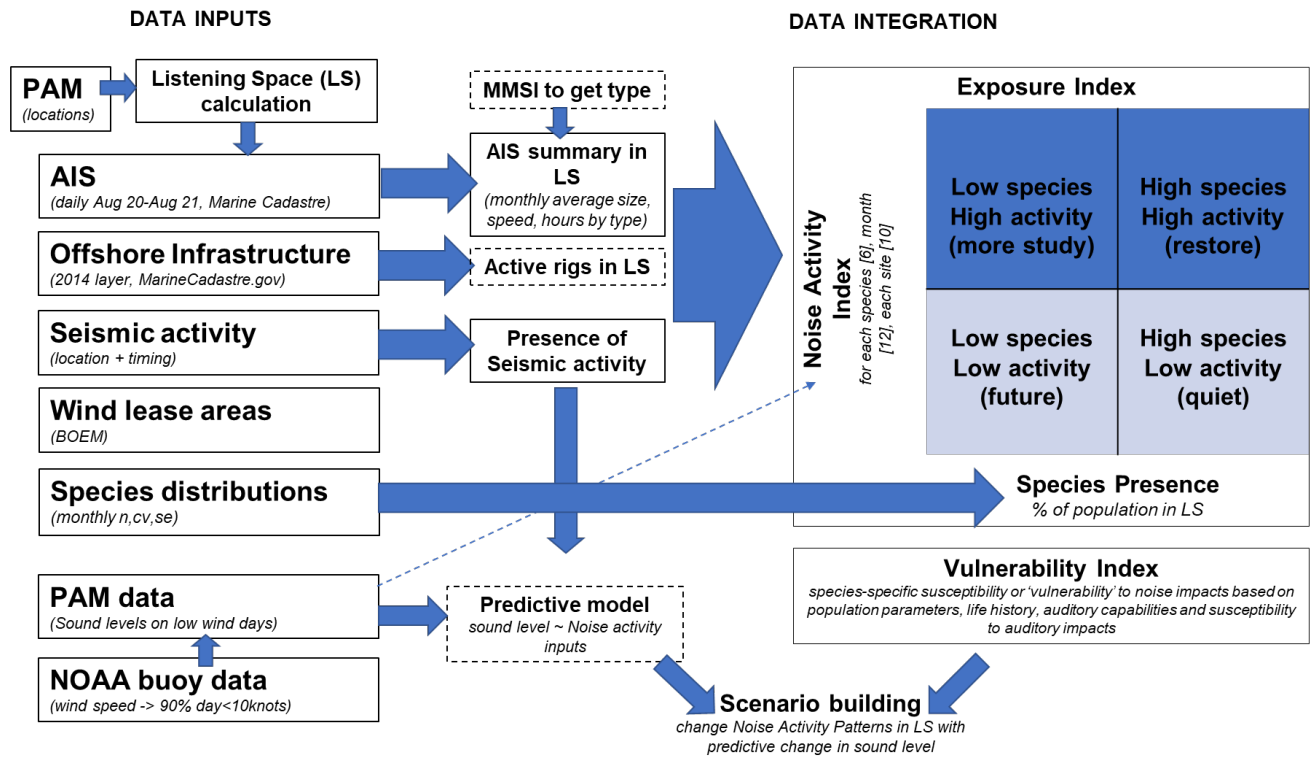 DATA INPUTS
DATA INTEGRATION
PAM
(locations)
Listening Space (LS)
calculation
MMSI to get type
AIS
(daily Aug 20-Aug 21, Marine Cadastre)
AIS summary in
LS
(monthly average size,
speed, hours by type)
Offshore Infrastructure
(2014 layer, MarineCadastre.gov)
Active rigs in LS
Seismic activity
(location + timing)
Presence of
Seismic activity
Wind lease areas
(BOEM)
Species distributions
(monthly n,cv,se)
PAM data
(Sound levels on low wind days)
NOAA buoy data
(wind speed -> 90% day<10knots)
Predictive model
sound level ~ Noise activity
inputs
Exposure Index
Noise Activity
Index
for each species [6], month
[12], each site [10]
Low species
High activity
(more study)
High species
High activity
(restore)
Low species
Low activity
(future)
High species
Low activity
(quiet)
Species Presence
% of population in LS
Vulnerability Index
species-specific susceptibility or ‘vulnerability’ to noise impacts based on
population parameters, life history, auditory capabilities and susceptibility
to auditory impacts
Scenario building
change Noise Activity Patterns in LS with
predictive change in sound level